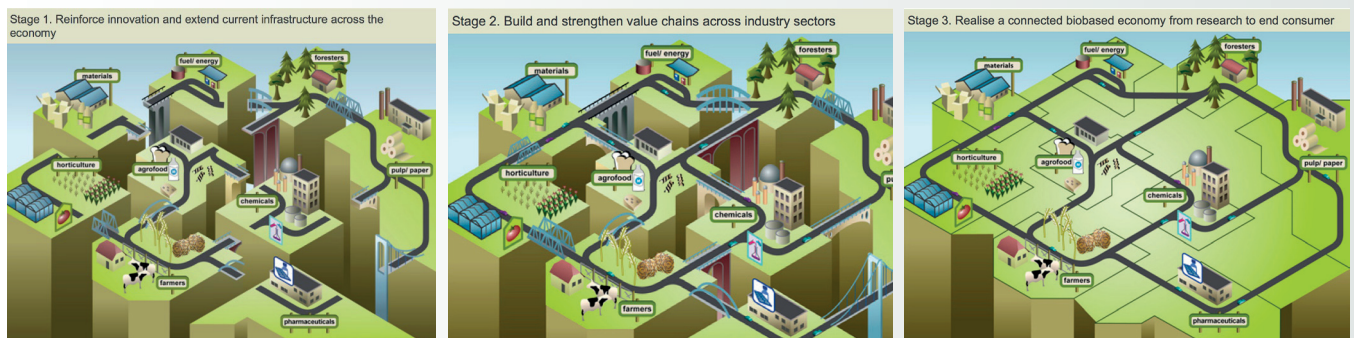 Stage 1. Reinforce innovation and extend current infrastructure across the
economy
fuel/ energy
foresters
materials
horticulture
agrofood
pulp/ paper
chemicals
farmers
pharmaceuticals
Stage 2. Build and strengthen value chains across industry sectors
fuel/ energy
foresters
materials
horticulture
agrofood
pu
chemicals
farmers
Stage 3. Realise a connected biobased economy from research to end consumer
fuel/ energy
foresters
materials
horticulture
agrofood
pulp/ paper
chemicals
farmers
pharmaceuticals